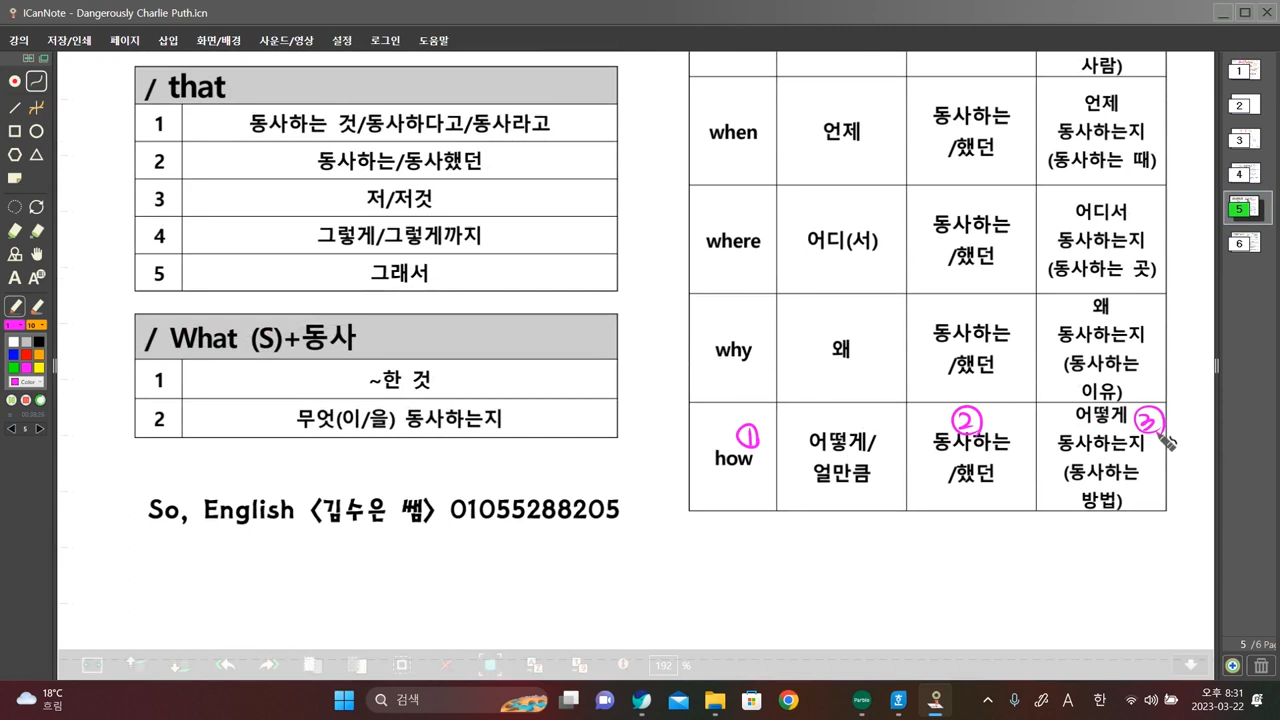 ICanNote - Dangerously Charlie Puth.icn
강의 저장/인쇄 페이지 삽입 화면/배경 사운드/영상 설정 로그인 도움말
/ that
1 동사하는 것/동사하다고/동사라고
2 동사하는/동사했던
3 저/저것
4 그렇게/그렇게까지
5 그래서
/ What (S)+동사
1 ~한 것
2 무엇(이/을) 동사하는지
So, English 〈김수은 쌤〉 01055288205
사람)
when 언제 동사하는
/했던 언제
동사하는지
(동사하는 때)
where 어디(서) 동사하는
/했던 어디서
동사하는지
(동사하는 곳)
why 왜 동사하는
/했던 왜
동사하는지
(동사하는
이유)
how ① 어떻게/
얼만큼 ②
동사하는
/했던 어떻게 ③
동사하는지
(동사하는
방법)
1
2
3
4
5
6
1 10
Color
5
5 / 6 Page
192 %
18°C
흐림
검색
Parblo
A 한
오후 8:31
2023-03-22